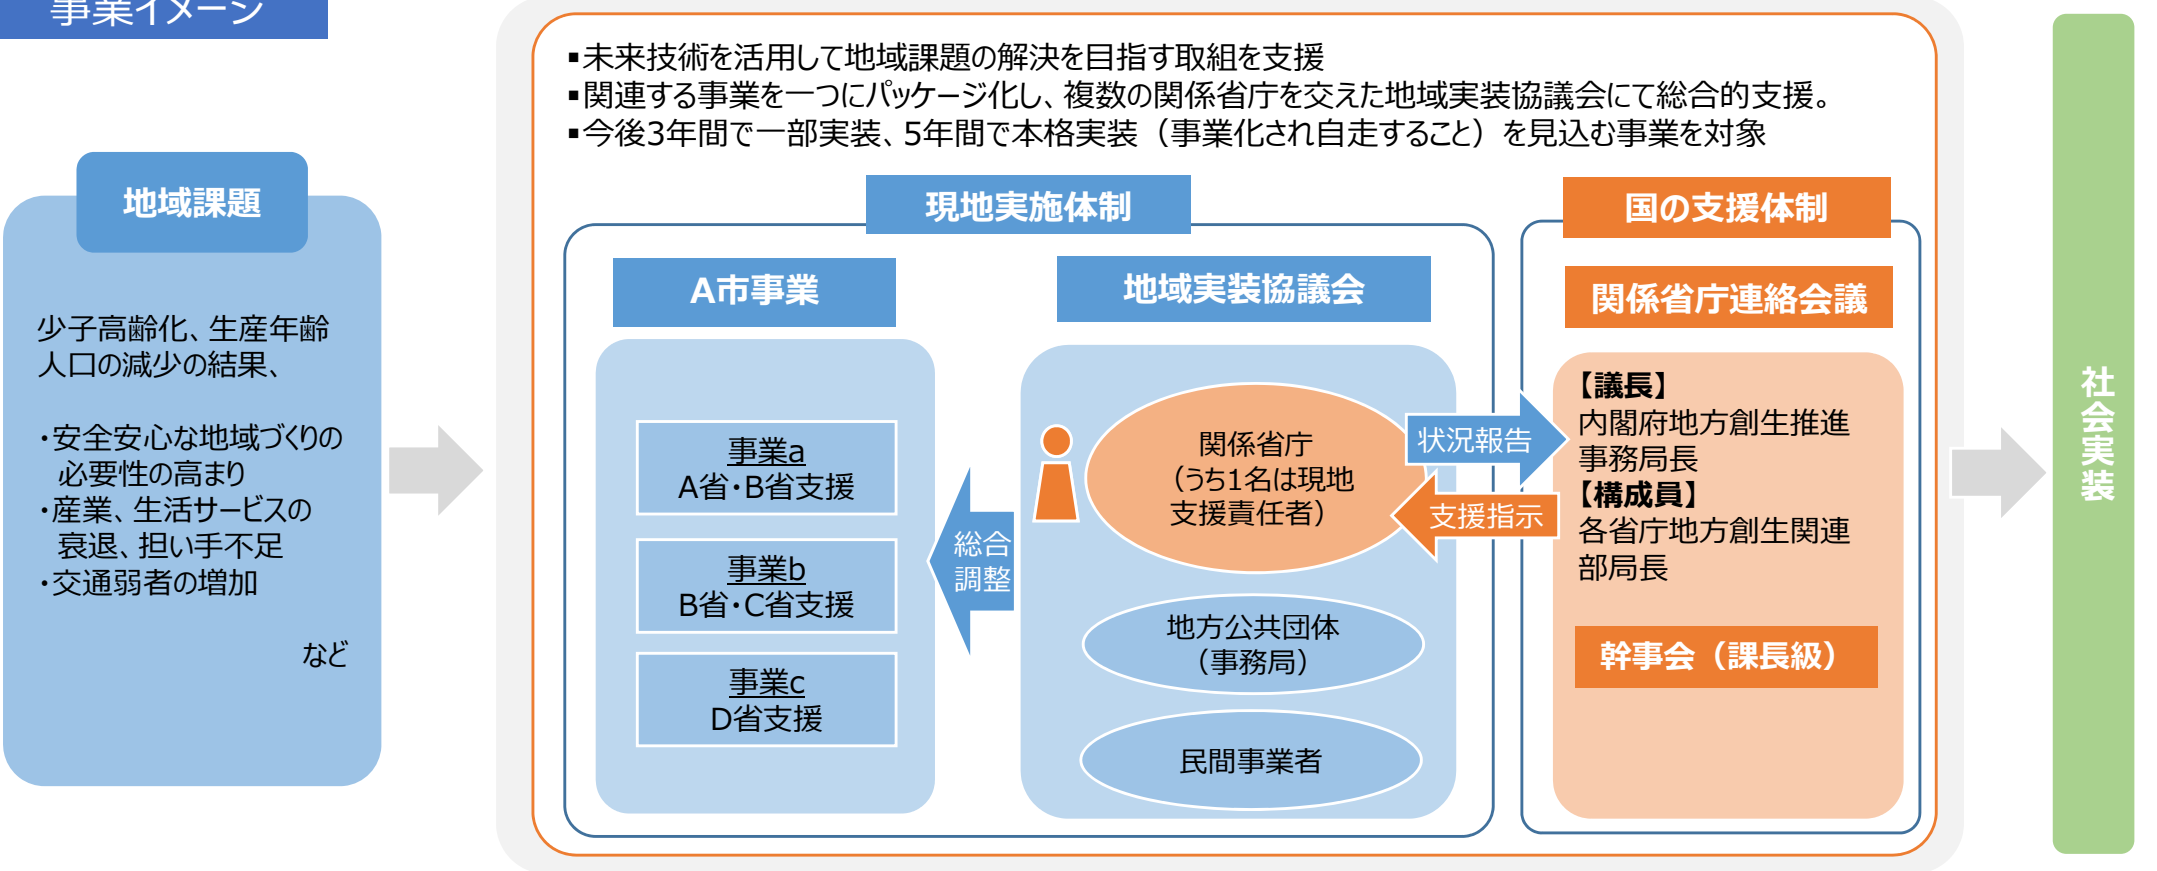 事業イメージ
▪未来技術を活用して地域課題の解決を目指す取組を支援
▪関連する事業を一つにパッケージ化し、複数の関係省庁を交えた地域実装協議会にて総合的支援。
▪今後3年間で一部実装、5年間で本格実装（事業化され自走すること）を見込む事業を対象
地域課題
少子高齢化、生産年齢
人口の減少の結果、
・安全安心な地域づくりの
必要性の高まり
・産業、生活サービスの
衰退、担い手不足
・交通弱者の増加
など
現地実施体制
A市事業
事業a
A省・B省支援
事業b
B省・C省支援
事業c
D省支援
総合
調整
地域実装協議会
関係省庁
（うち1名は現地
支援責任者）
地方公共団体
（事務局）
民間事業者
状況報告
支援指示
国の支援体制
関係省庁連絡会議
【議長】
内閣府地方創生推進
事務局長
【構成員】
各省庁地方創生関連
部局長
幹事会（課長級）
社会実装